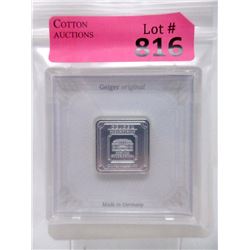 COTTON
AUCTIONS
Lot #
816
Geiger original
Made in Germany